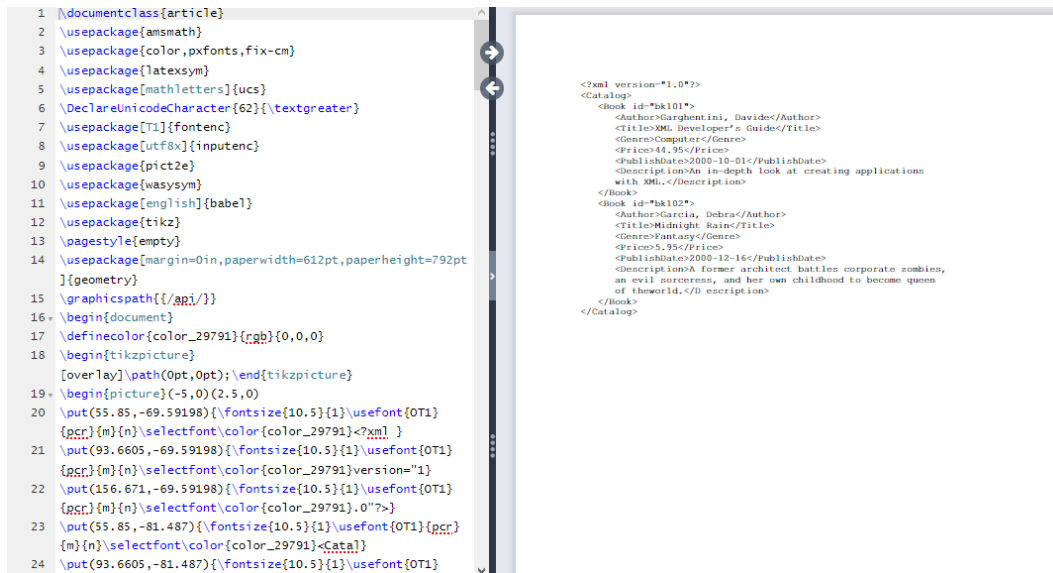 1 \documentclass{article}
2 \usepackage{amsmath}
3 \usepackage{color,pxfonts,fix-cm}
4 \usepackage{latexsym}
5 \usepackage[mathletters]{ucs}
6 \DeclareUnicodeCharacter{62}{\textgreater}
7 \usepackage[T1]{fontenc}
8 \usepackage[utf8x]{inputenc}
9 \usepackage{pict2e}
10 \usepackage{wasysym}
11 \usepackage[english]{babel}
12 \usepackage{tikz}
13 \pagestyle{empty}
14 \usepackage[margin=0in,paperwidth=612pt,paperheight=792pt
]{geometry}
15 \graphicspath{{/api/}}
16 \begin{document}
17 \definecolor{color_29791}{rgb}{0,0,0}
18 \begin{tikzpicture}
[overlay]\path(0pt,0pt);\end{tikzpicture}
19 \begin{picture}(-5,0)(2.5,0)
20 \put(55.85,-69.59198){\fontsize{10.5}{1}\usefont{OT1}
{pcr}{m}{n}\selectfont\color{color_29791}<?xml }
21 \put(93.6605,-69.59198){\fontsize{10.5}{1}\usefont{OT1}
{pcr}{m}{n}\selectfont\color{color_29791}version="1}
22 \put(156.671,-69.59198){\fontsize{10.5}{1}\usefont{OT1}
{pcr}{m}{n}\selectfont\color{color_29791}.0"?>}
23 \put(55.85,-81.487){\fontsize{10.5}{1}\usefont{OT1}{pcr}
{m}{n}\selectfont\color{color_29791}<Catal}
24 \put(93.6605,-81.487){\fontsize{10.5}{1}\usefont{OT1}
<?xml version="1.0"?>
<Catalog>
<Book id="bk101">
<Author>Garghentini, Davide</Author>
<Title>XML Developer's Guide</Title>
<Genre>Computer</Genre>
<Price>44.95</Price>
<PublishDate>2000-10-01</PublishDate>
<Description>An in-depth look at creating applications
with XML.</Description>
</Book>
<Book id="bk102">
<Author>Garcia, Debra</Author>
<Title>Midnight Rain</Title>
<Genre>Fantasy</Genre>
<Price>5.95</Price>
<PublishDate>2000-12-16</PublishDate>
<Description>A former architect battles corporate zombies,
an evil sorceress, and her own childhood to become queen
of theworld.</D escription>
</Book>
</Catalog>